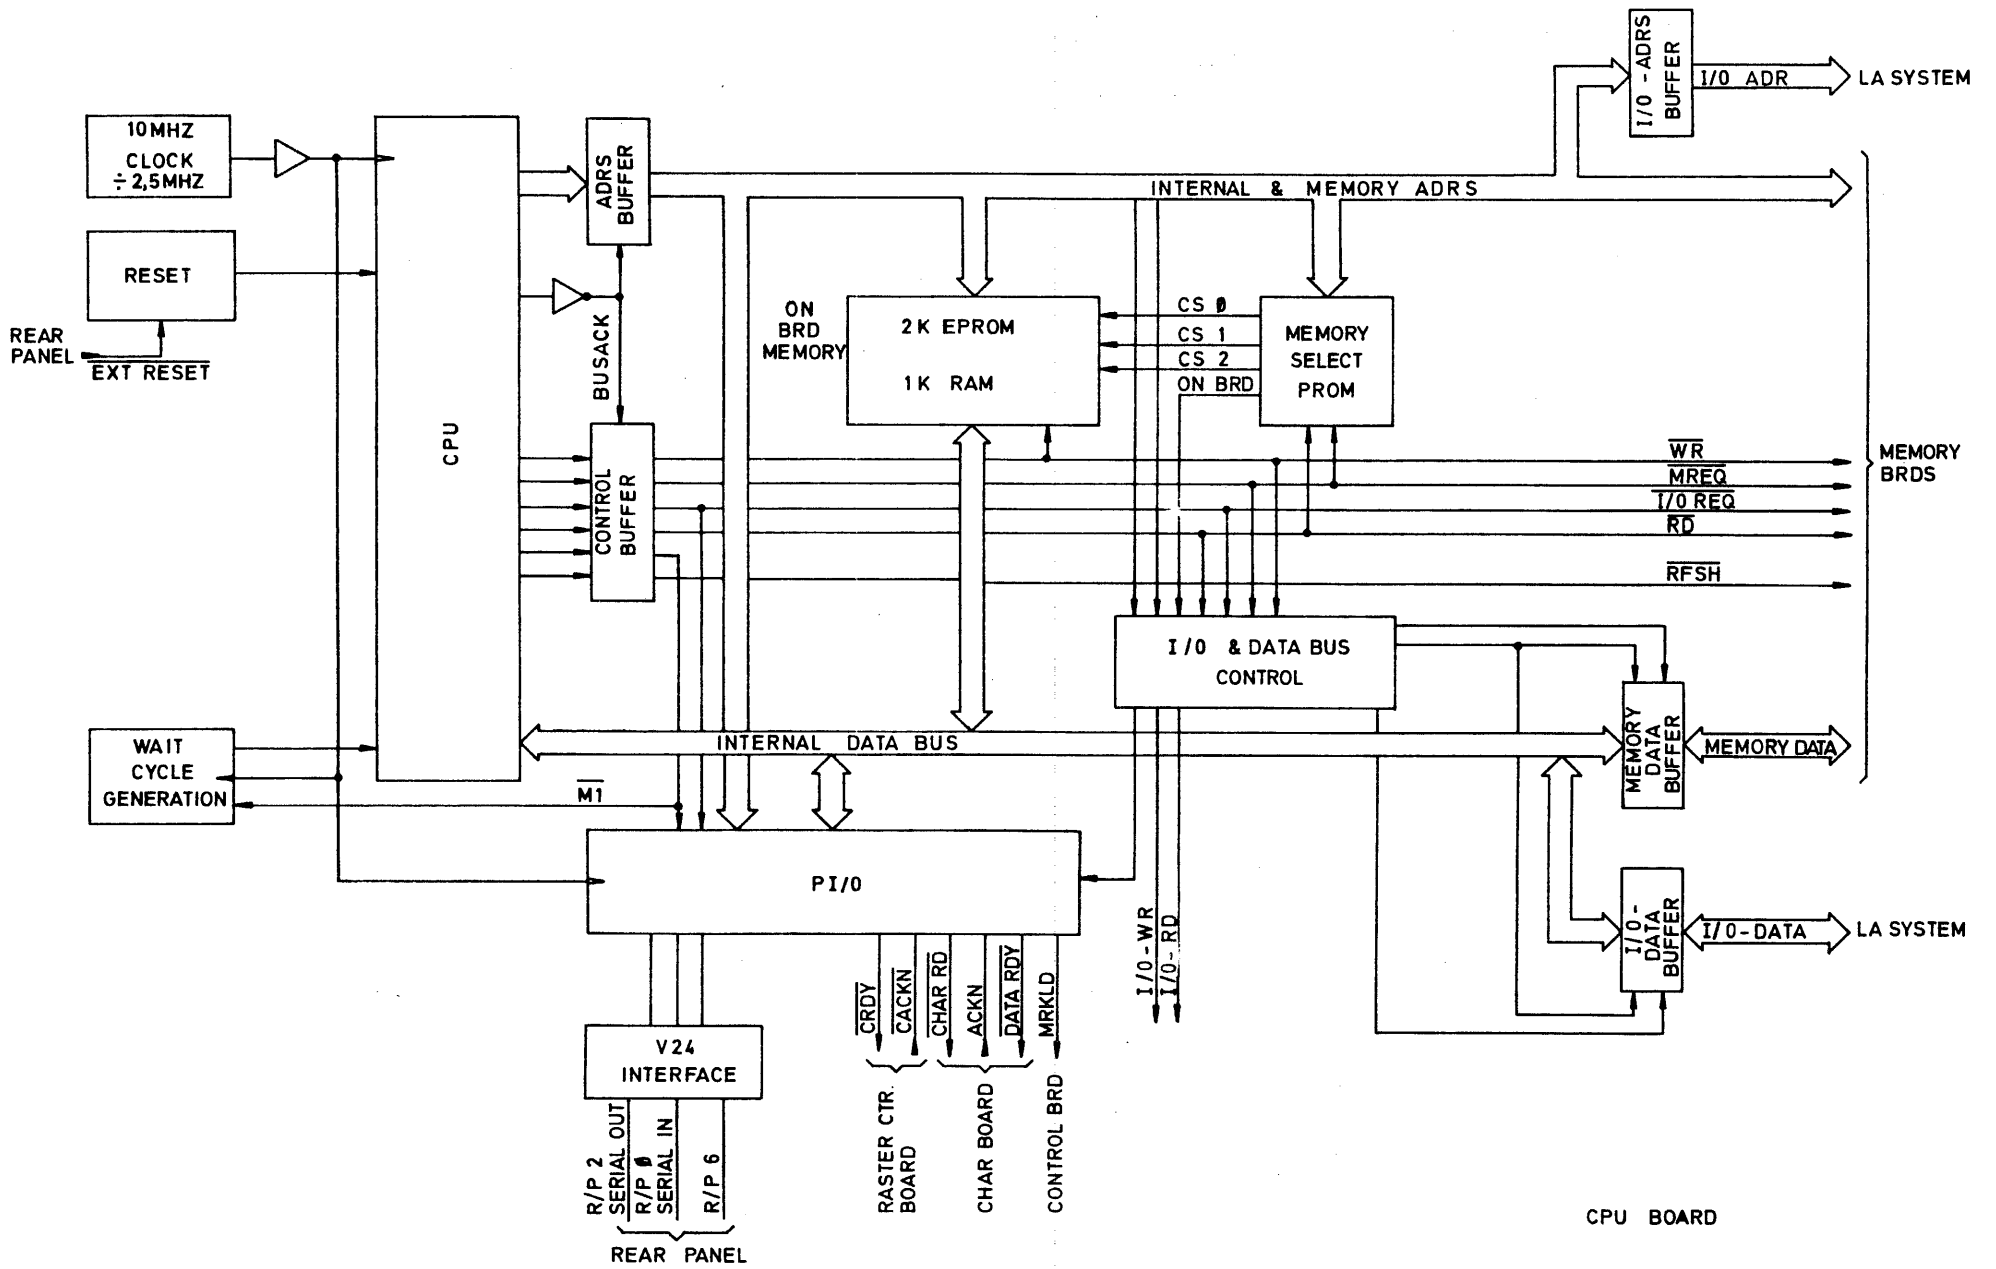 I/O -ADRS
BUFFER
I/O ADR
LA SYSTEM
10MHZ
CLOCK
÷2,5MHZ
ADRS
BUFFER
INTERNAL & MEMORY ADRS
RESET
REAR
PANEL
EXT RESET
BUSACK
CPU
ON
BRD
MEMORY
2K EPROM
1K RAM
CS Ø
CS 1
CS 2
ON BRD
MEMORY
SELECT
PROM
CONTROL
BUFFER
WR
MREQ
I/O REQ
RD
RFSH
MEMORY
BRDS
I/O & DATA BUS
CONTROL
WAIT
CYCLE
GENERATION
INTERNAL DATA BUS
M1
MEMORY
DATA
BUFFER
MEMORY DATA
PI/O
I/O-WR
I/O-RD
I/O-
DATA
BUFFER
I/O-DATA
LA SYSTEM
V24
INTERFACE
CRDY
CACKN
CHAR RD
ACKN
DATA RDY
MRKLD
RASTER CTR.
BOARD
CHAR BOARD
CONTROL BRD
R/P 2
SERIAL OUT
R/P Ø
SERIAL IN
R/P 6
REAR PANEL
CPU BOARD